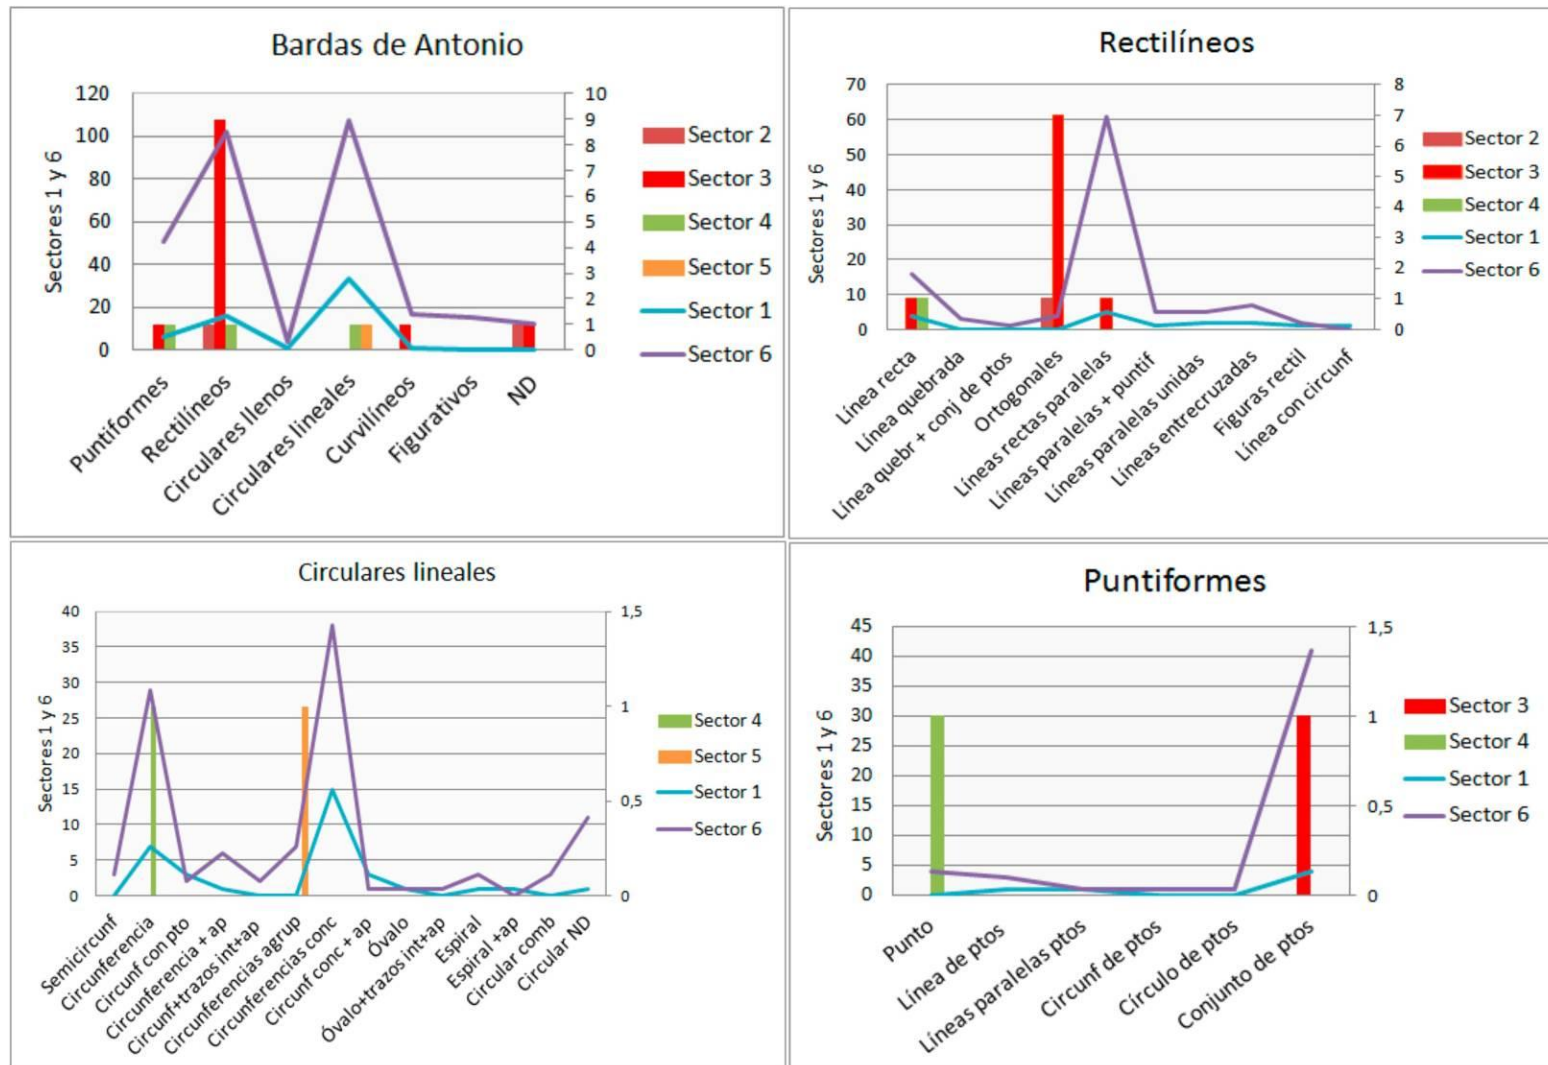 Bardas de Antonio
Sectores 1 y 6
120
100
80
60
40
20
0
10
9
8
7
6
5
4
3
2
1
0
Puntiformes
Rectilíneos
Circulares llenos
Circulares lineales
Curvilíneos
Figurativos
ND
Sector 2
Sector 3
Sector 4
Sector 5
Sector 1
Sector 6
Rectilíneos
Sectores 1 y 6
70
60
50
40
30
20
10
0
8
7
6
5
4
3
2
1
0
Línea recta
Línea quebrada
Línea quebr + conj de ptos
Ortogonales
Líneas rectas paralelas
Líneas paralelas + puntif
Líneas paralelas unidas
Líneas entrecruzadas
Figuras rectil
Línea con circunf
Sector 2
Sector 3
Sector 4
Sector 1
Sector 6
Circulares lineales
Sectores 1 y 6
40
35
30
25
20
15
10
5
0
1,5
1
0,5
0
Semicircunf
Circunferencia
Circunf con pto
Circunferencia + ap
Circunf+trazos int+ap
Circunferencias agrup
Circunferencias conc
Circunf conc + ap
Óvalo
Óvalo+trazos int+ap
Espiral
Espiral +ap
Circular comb
Circular ND
Sector 4
Sector 5
Sector 1
Sector 6
Puntiformes
Sectores 1 y 6
45
40
35
30
25
20
15
10
5
0
1,5
1
0,5
0
Punto
Línea de ptos
Líneas paralelas ptos
Circunf de ptos
Círculo de ptos
Conjunto de ptos
Sector 3
Sector 4
Sector 1
Sector 6